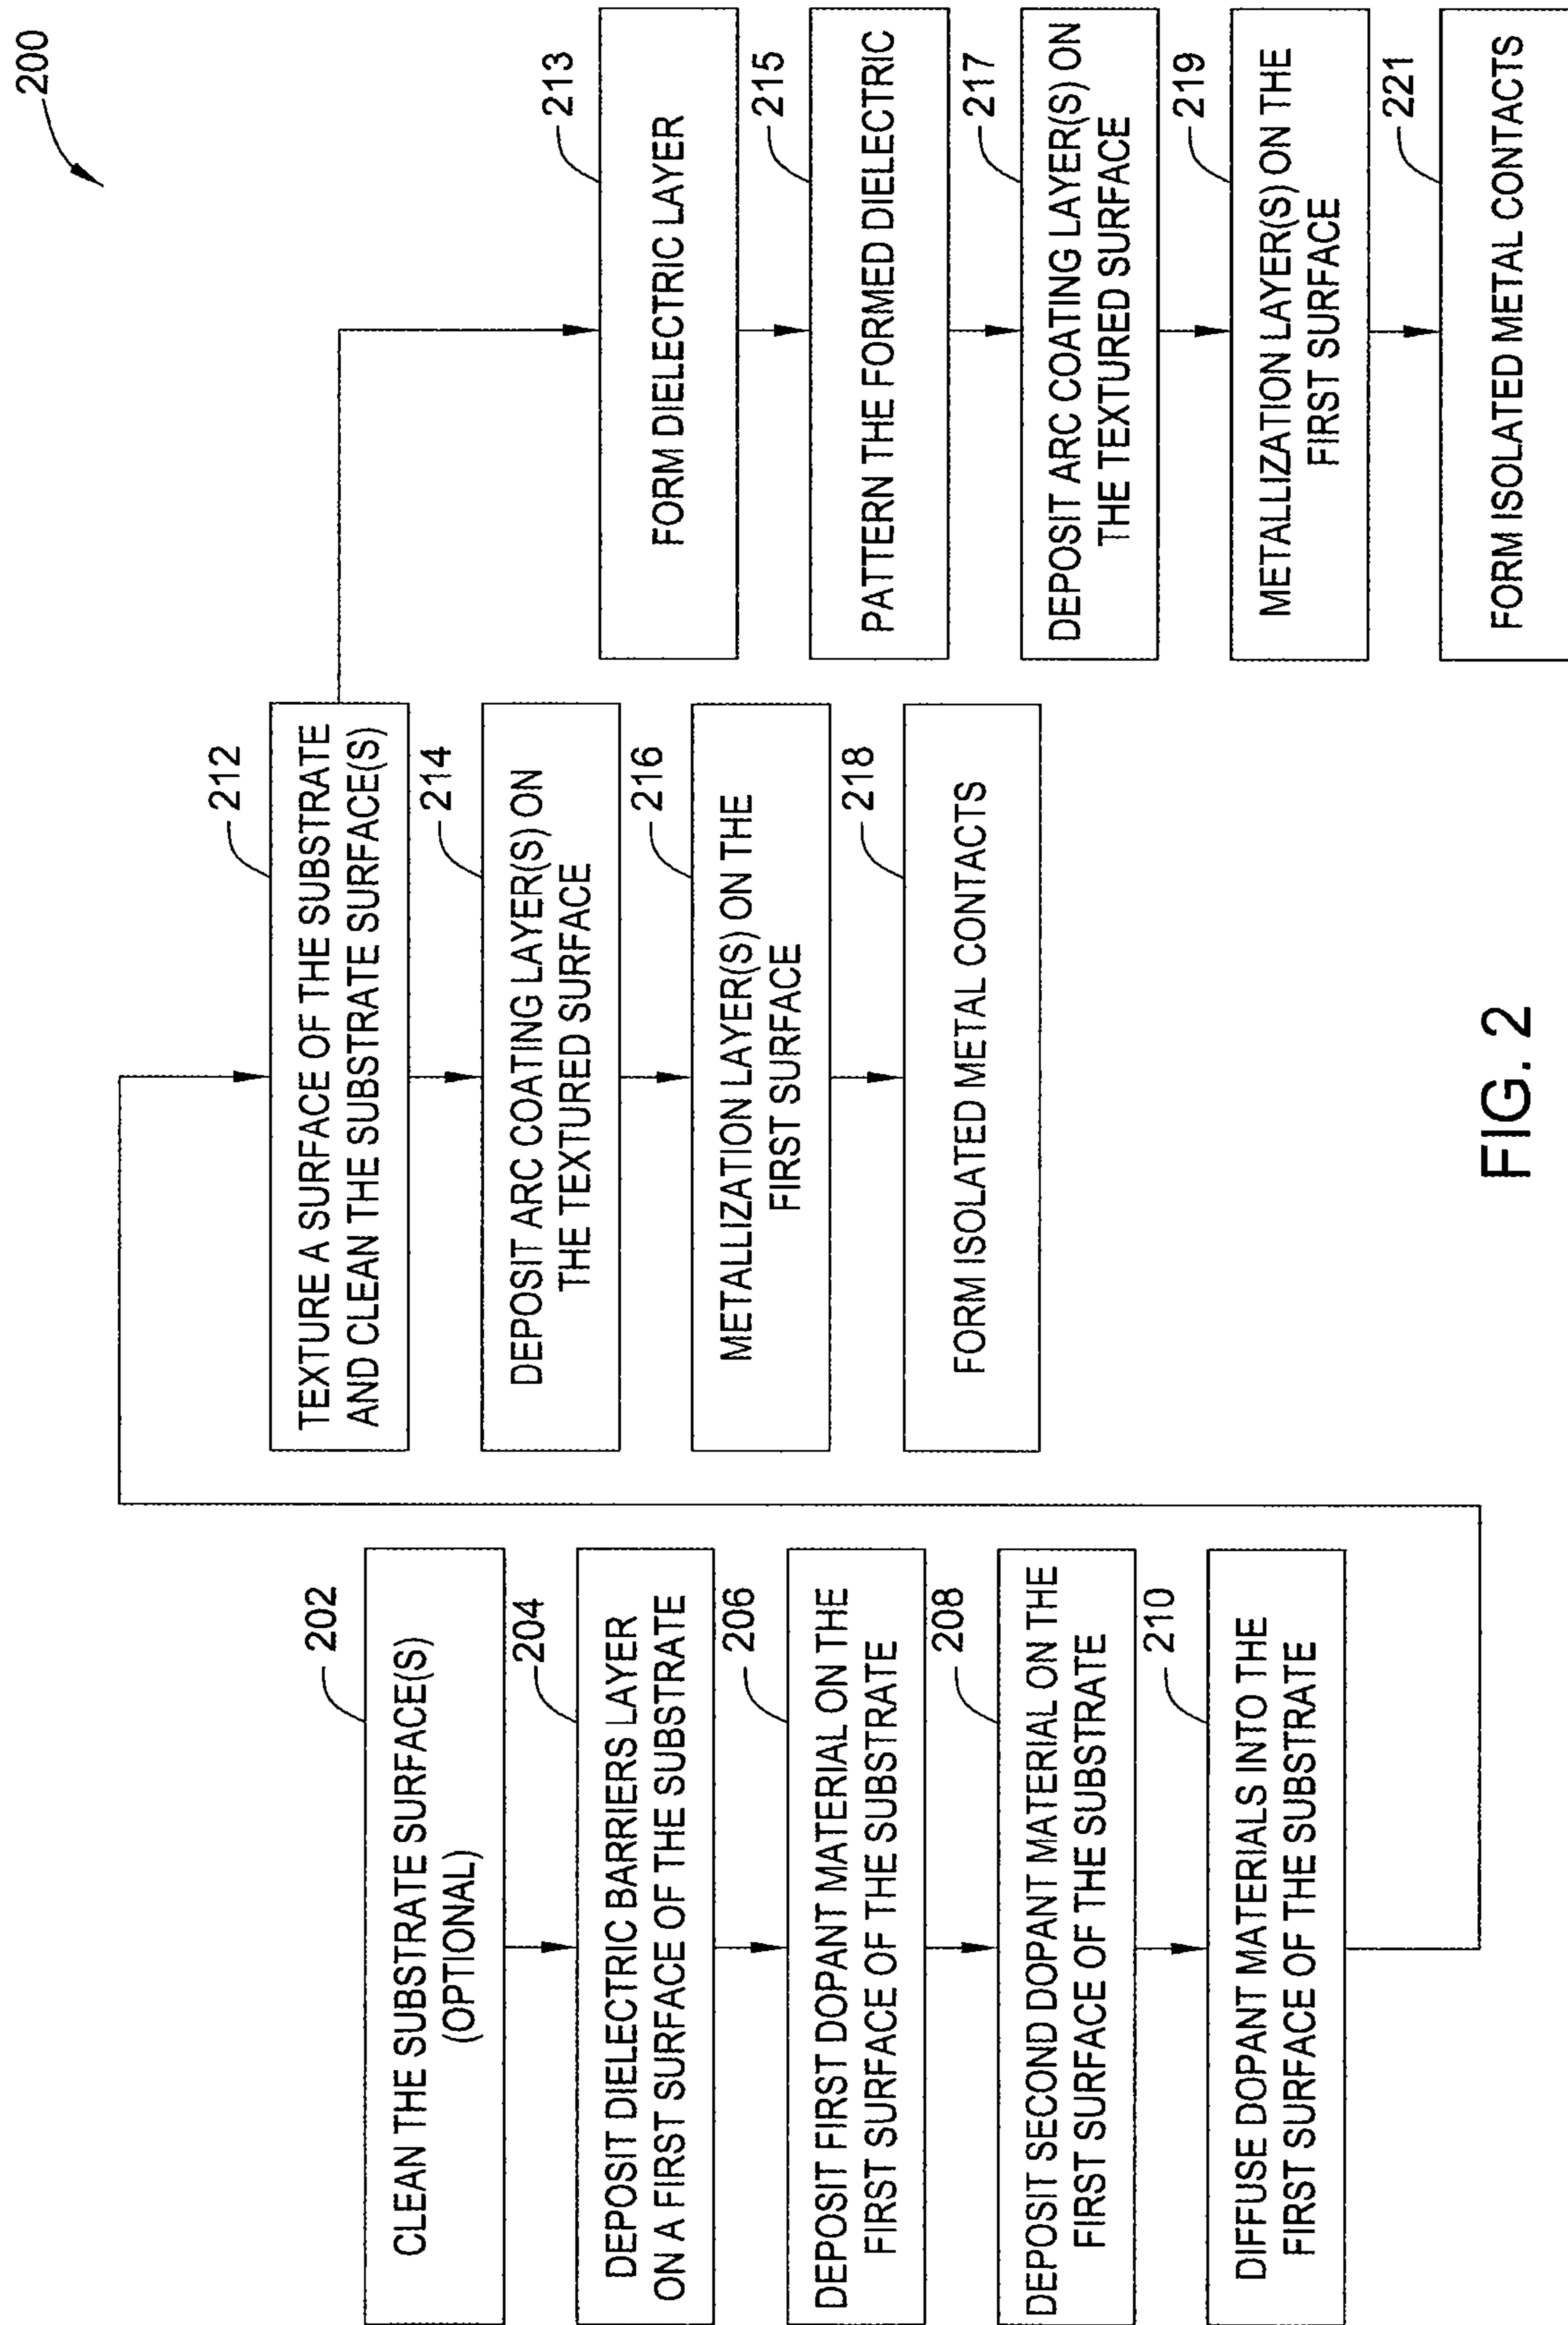 200
202
CLEAN THE SUBSTRATE SURFACE(S)
(OPTIONAL)
204
DEPOSIT DIELECTRIC BARRIERS LAYER
ON A FIRST SURFACE OF THE SUBSTRATE
206
DEPOSIT FIRST DOPANT MATERIAL ON THE
FIRST SURFACE OF THE SUBSTRATE
208
DEPOSIT SECOND DOPANT MATERIAL ON THE
FIRST SURFACE OF THE SUBSTRATE
210
DIFFUSE DOPANT MATERIALS INTO THE
FIRST SURFACE OF THE SUBSTRATE
212
TEXTURE A SURFACE OF THE SUBSTRATE
AND CLEAN THE SUBSTRATE SURFACE(S)
214
DEPOSIT ARC COATING LAYER(S) ON
THE TEXTURED SURFACE
216
METALLIZATION LAYER(S) ON THE
FIRST SURFACE
218
FORM ISOLATED METAL CONTACTS
213
FORM DIELECTRIC LAYER
215
PATTERN THE FORMED DIELECTRIC
217
DEPOSIT ARC COATING LAYER(S) ON
THE TEXTURED SURFACE
219
METALLIZATION LAYER(S) ON THE
FIRST SURFACE
221
FORM ISOLATED METAL CONTACTS
FIG. 2